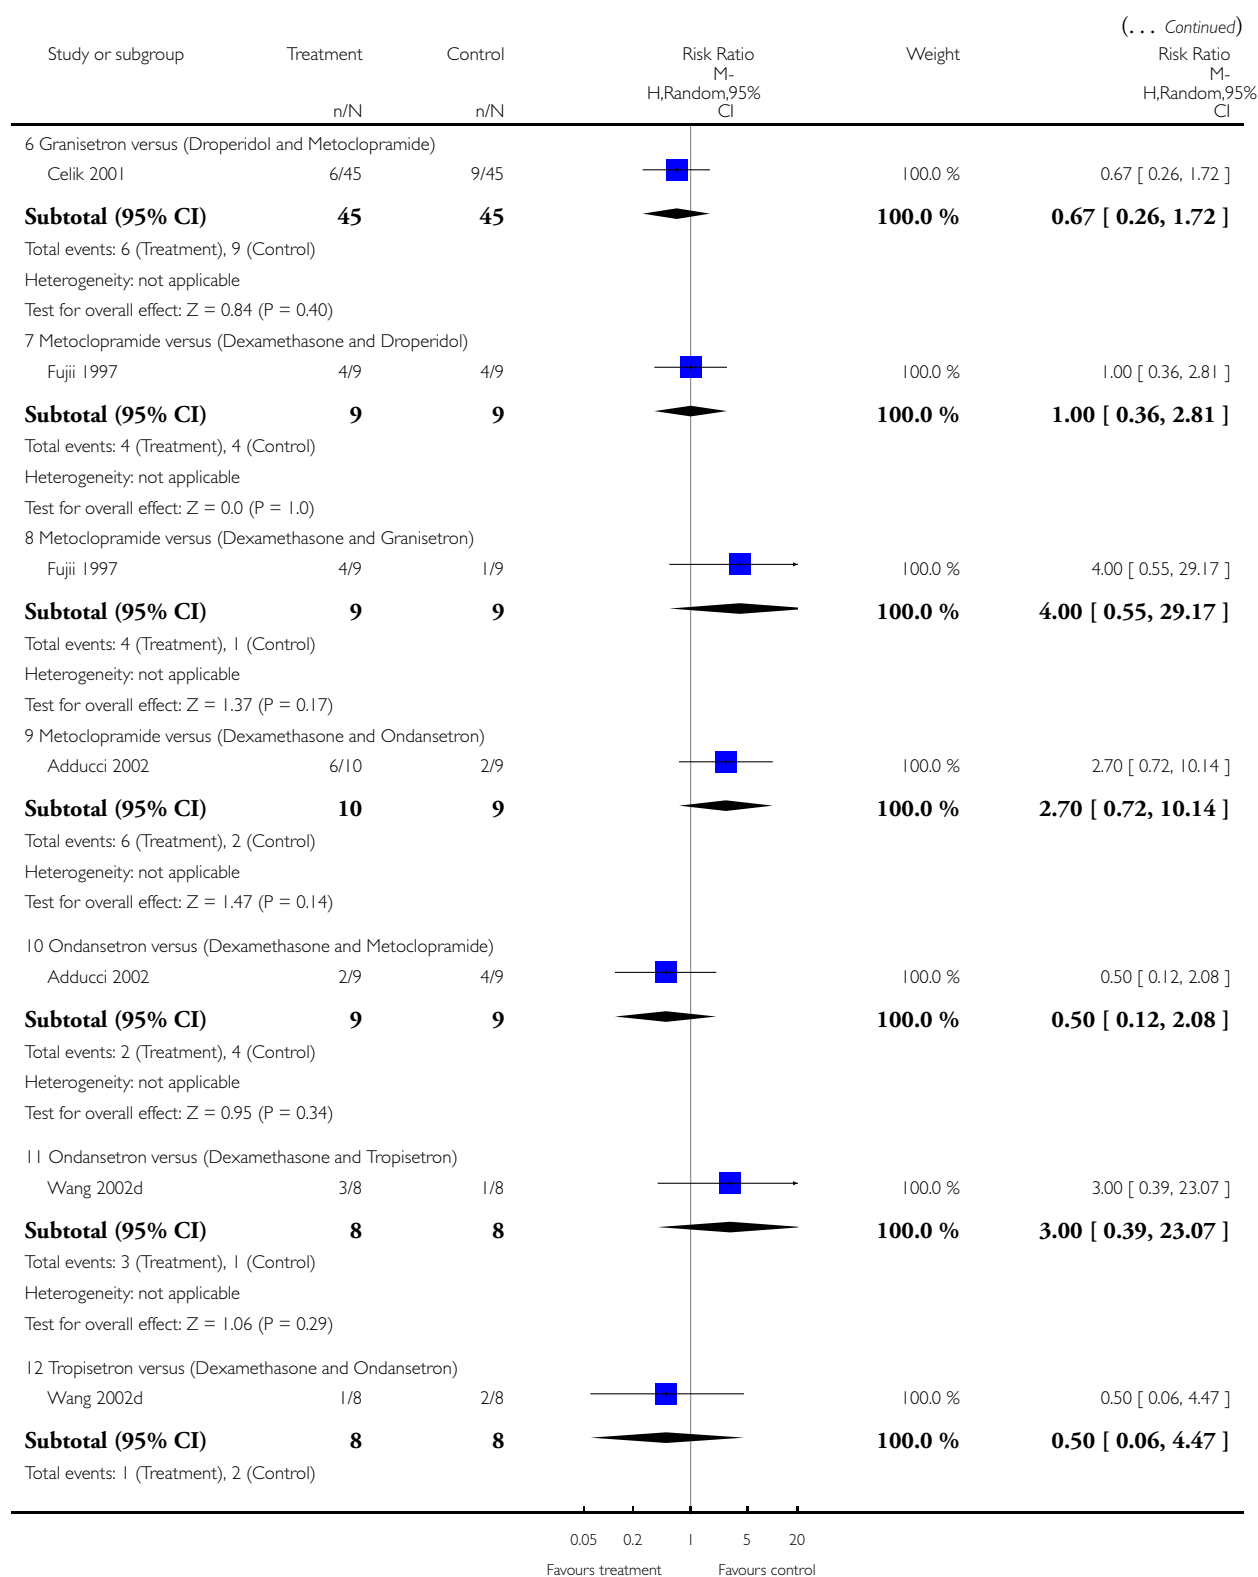 (... Continued)
Study or subgroup Treatment Control Risk Ratio Weight Risk Ratio
M- M-
H,Random,95% H,Random,95%
n/N n/N CI CI
6 Granisetron versus (Droperidol and Metoclopramide)
Celik 2001 6/45 9/45 100.0 % 0.67 [ 0.26, 1.72 ]
Subtotal (95% CI) 45 45 100.0 % 0.67 [ 0.26, 1.72 ]
Total events: 6 (Treatment), 9 (Control)
Heterogeneity: not applicable
Test for overall effect: Z = 0.84 (P = 0.40)
7 Metoclopramide versus (Dexamethasone and Droperidol)
Fujii 1997 4/9 4/9 100.0 % 1.00 [ 0.36, 2.81 ]
Subtotal (95% CI) 9 9 100.0 % 1.00 [ 0.36, 2.81 ]
Total events: 4 (Treatment), 4 (Control)
Heterogeneity: not applicable
Test for overall effect: Z = 0.0 (P = 1.0)
8 Metoclopramide versus (Dexamethasone and Granisetron)
Fujii 1997 4/9 1/9 100.0 % 4.00 [ 0.55, 29.17 ]
Subtotal (95% CI) 9 9 100.0 % 4.00 [ 0.55, 29.17 ]
Total events: 4 (Treatment), 1 (Control)
Heterogeneity: not applicable
Test for overall effect: Z = 1.37 (P = 0.17)
9 Metoclopramide versus (Dexamethasone and Ondansetron)
Adducci 2002 6/10 2/9 100.0 % 2.70 [ 0.72, 10.14 ]
Subtotal (95% CI) 10 9 100.0 % 2.70 [ 0.72, 10.14 ]
Total events: 6 (Treatment), 2 (Control)
Heterogeneity: not applicable
Test for overall effect: Z = 1.47 (P = 0.14)
10 Ondansetron versus (Dexamethasone and Metoclopramide)
Adducci 2002 2/9 4/9 100.0 % 0.50 [ 0.12, 2.08 ]
Subtotal (95% CI) 9 9 100.0 % 0.50 [ 0.12, 2.08 ]
Total events: 2 (Treatment), 4 (Control)
Heterogeneity: not applicable
Test for overall effect: Z = 0.95 (P = 0.34)
11 Ondansetron versus (Dexamethasone and Tropisetron)
Wang 2002d 3/8 1/8 100.0 % 3.00 [ 0.39, 23.07 ]
Subtotal (95% CI) 8 8 100.0 % 3.00 [ 0.39, 23.07 ]
Total events: 3 (Treatment), 1 (Control)
Heterogeneity: not applicable
Test for overall effect: Z = 1.06 (P = 0.29)
12 Tropisetron versus (Dexamethasone and Ondansetron)
Wang 2002d 1/8 2/8 100.0 % 0.50 [ 0.06, 4.47 ]
Subtotal (95% CI) 8 8 100.0 % 0.50 [ 0.06, 4.47 ]
Total events: 1 (Treatment), 2 (Control)
0.05 0.2 1 5 20
Favours treatment Favours control